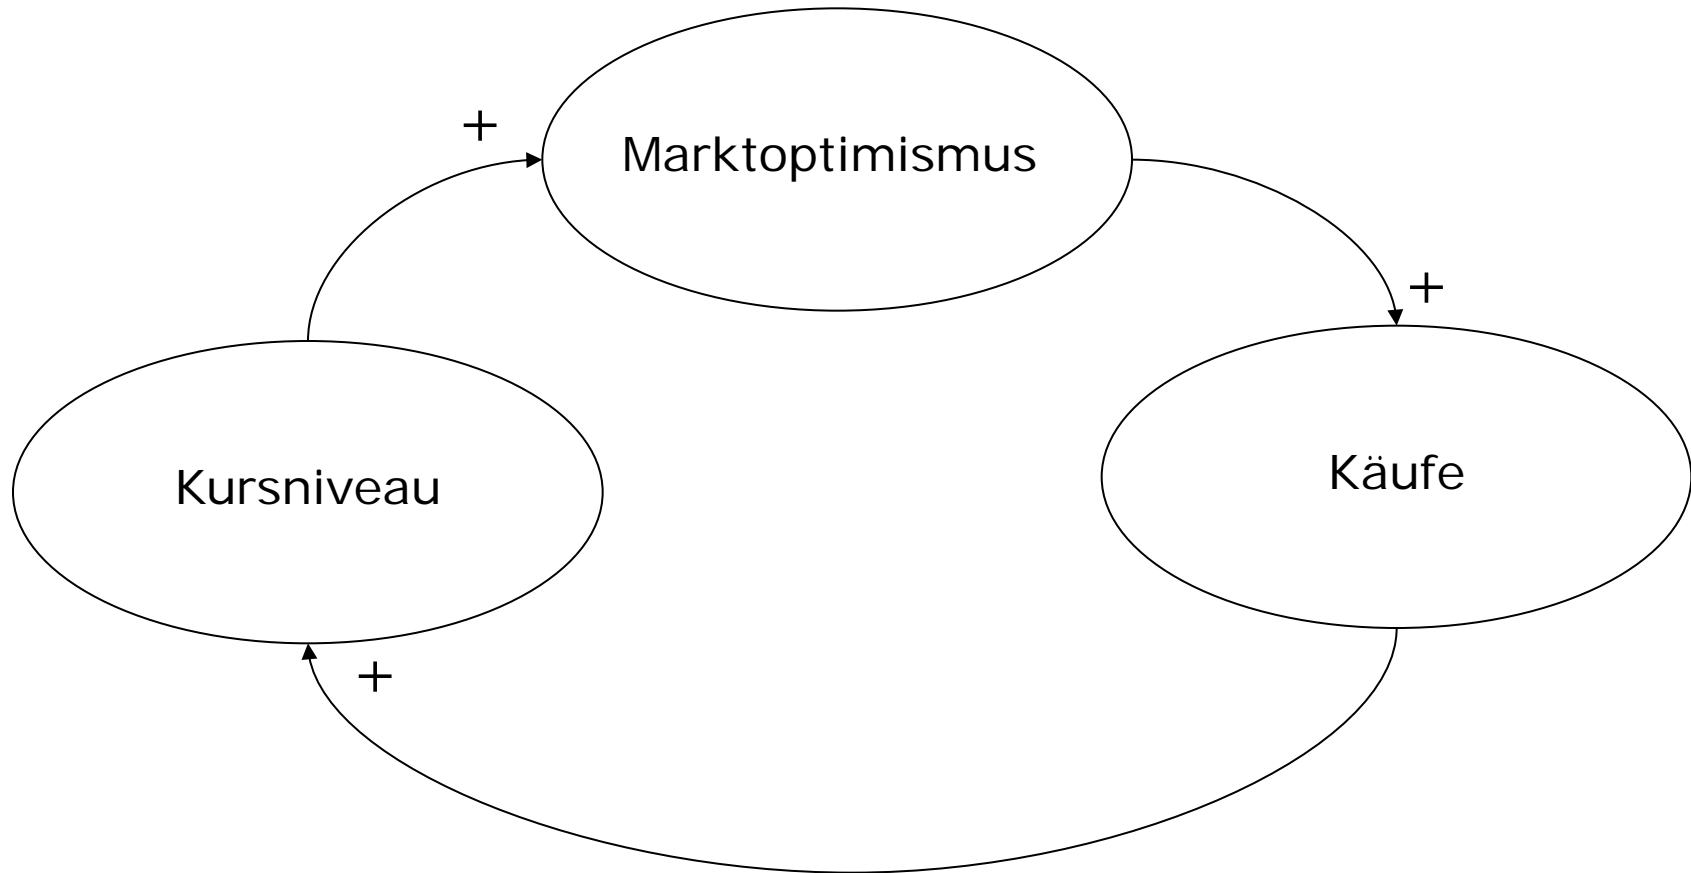 +
Marktoptimismus
+
Kursniveau
Käufe
+